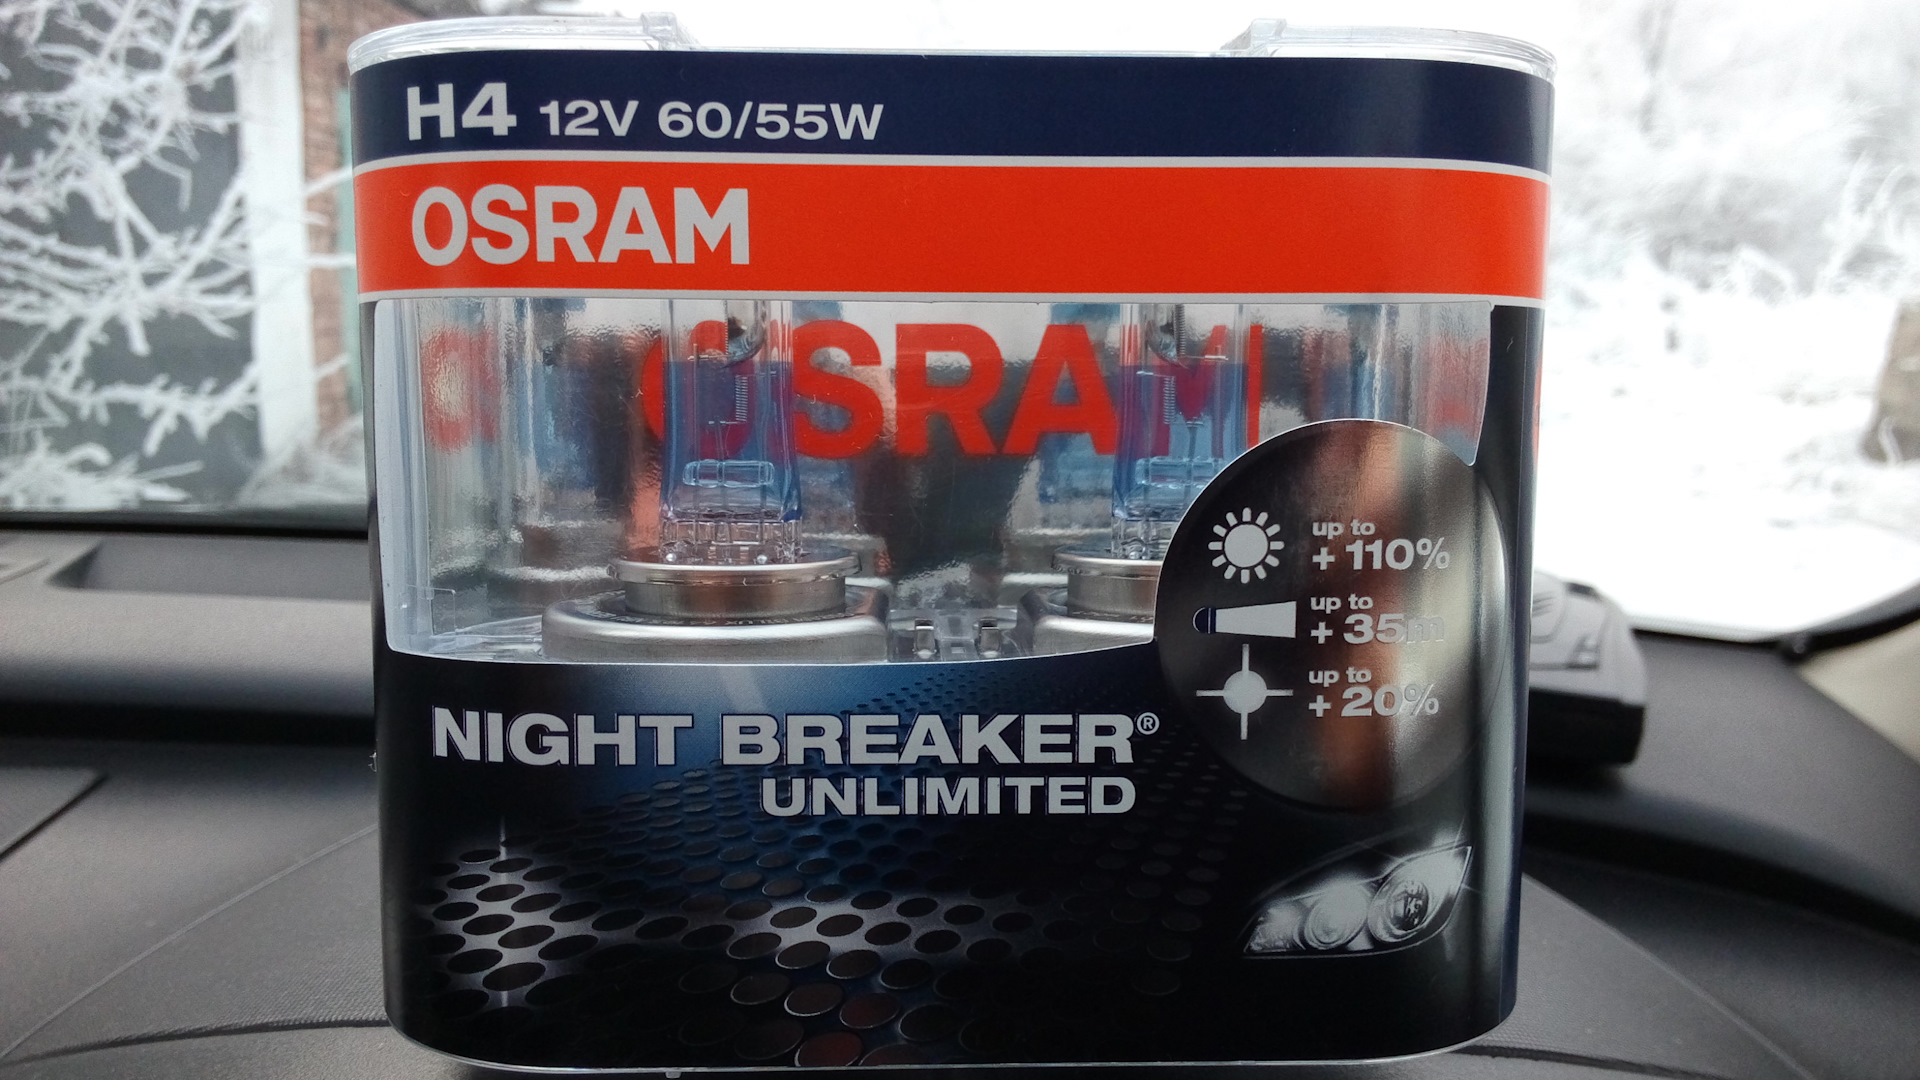 H4 12V 60/55W
OSRAM
OSRAM
up to
+ 110%
up to
+ 35m
up to
+ 20%
NIGHT BREAKER®
UNLIMITED